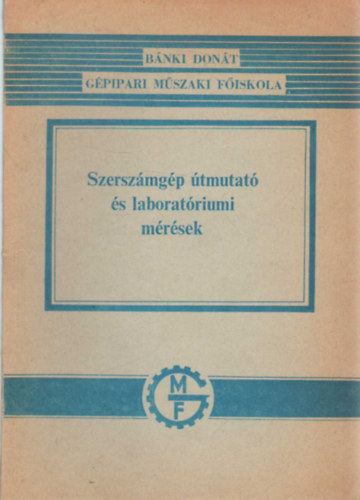 BÁNKI DONÁT
GÉPIPARI MŰSZAKI FŐISKOLA
Szerszámgép útmutató
és laboratóriumi
mérések
M
G
F